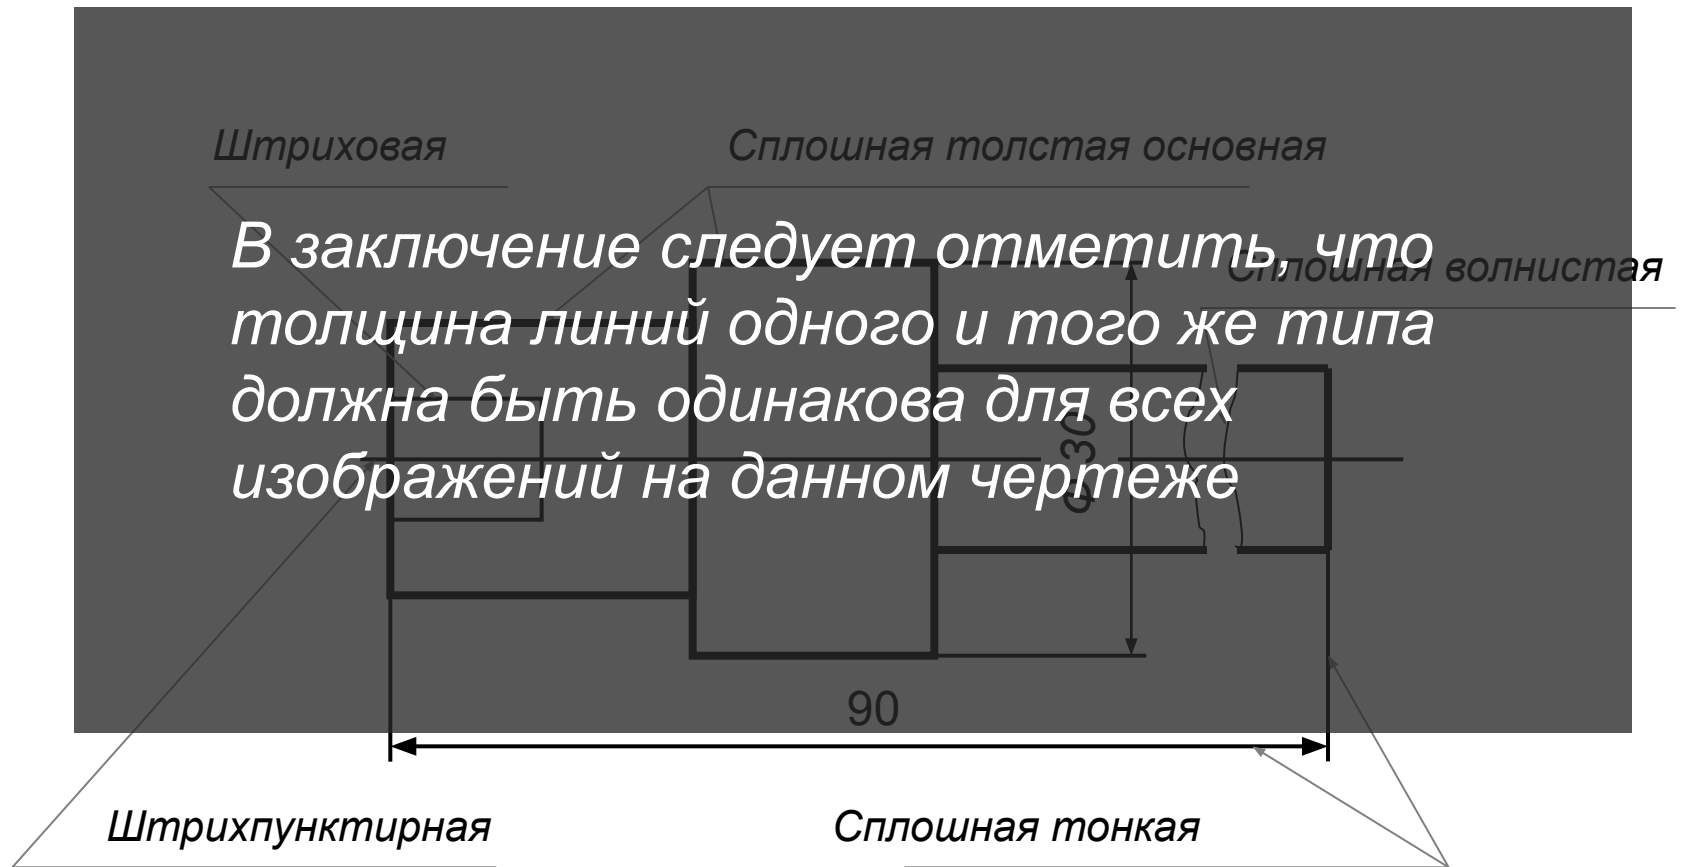 Штриховая
Сплошная толстая основная
В заключение следует отметить, что
толщина линий одного и того же типа
должна быть одинакова для всех
изображений на данном чертеже
Сплошная волнистая
φ 30
90
Штрихпунктирная
Сплошная тонкая